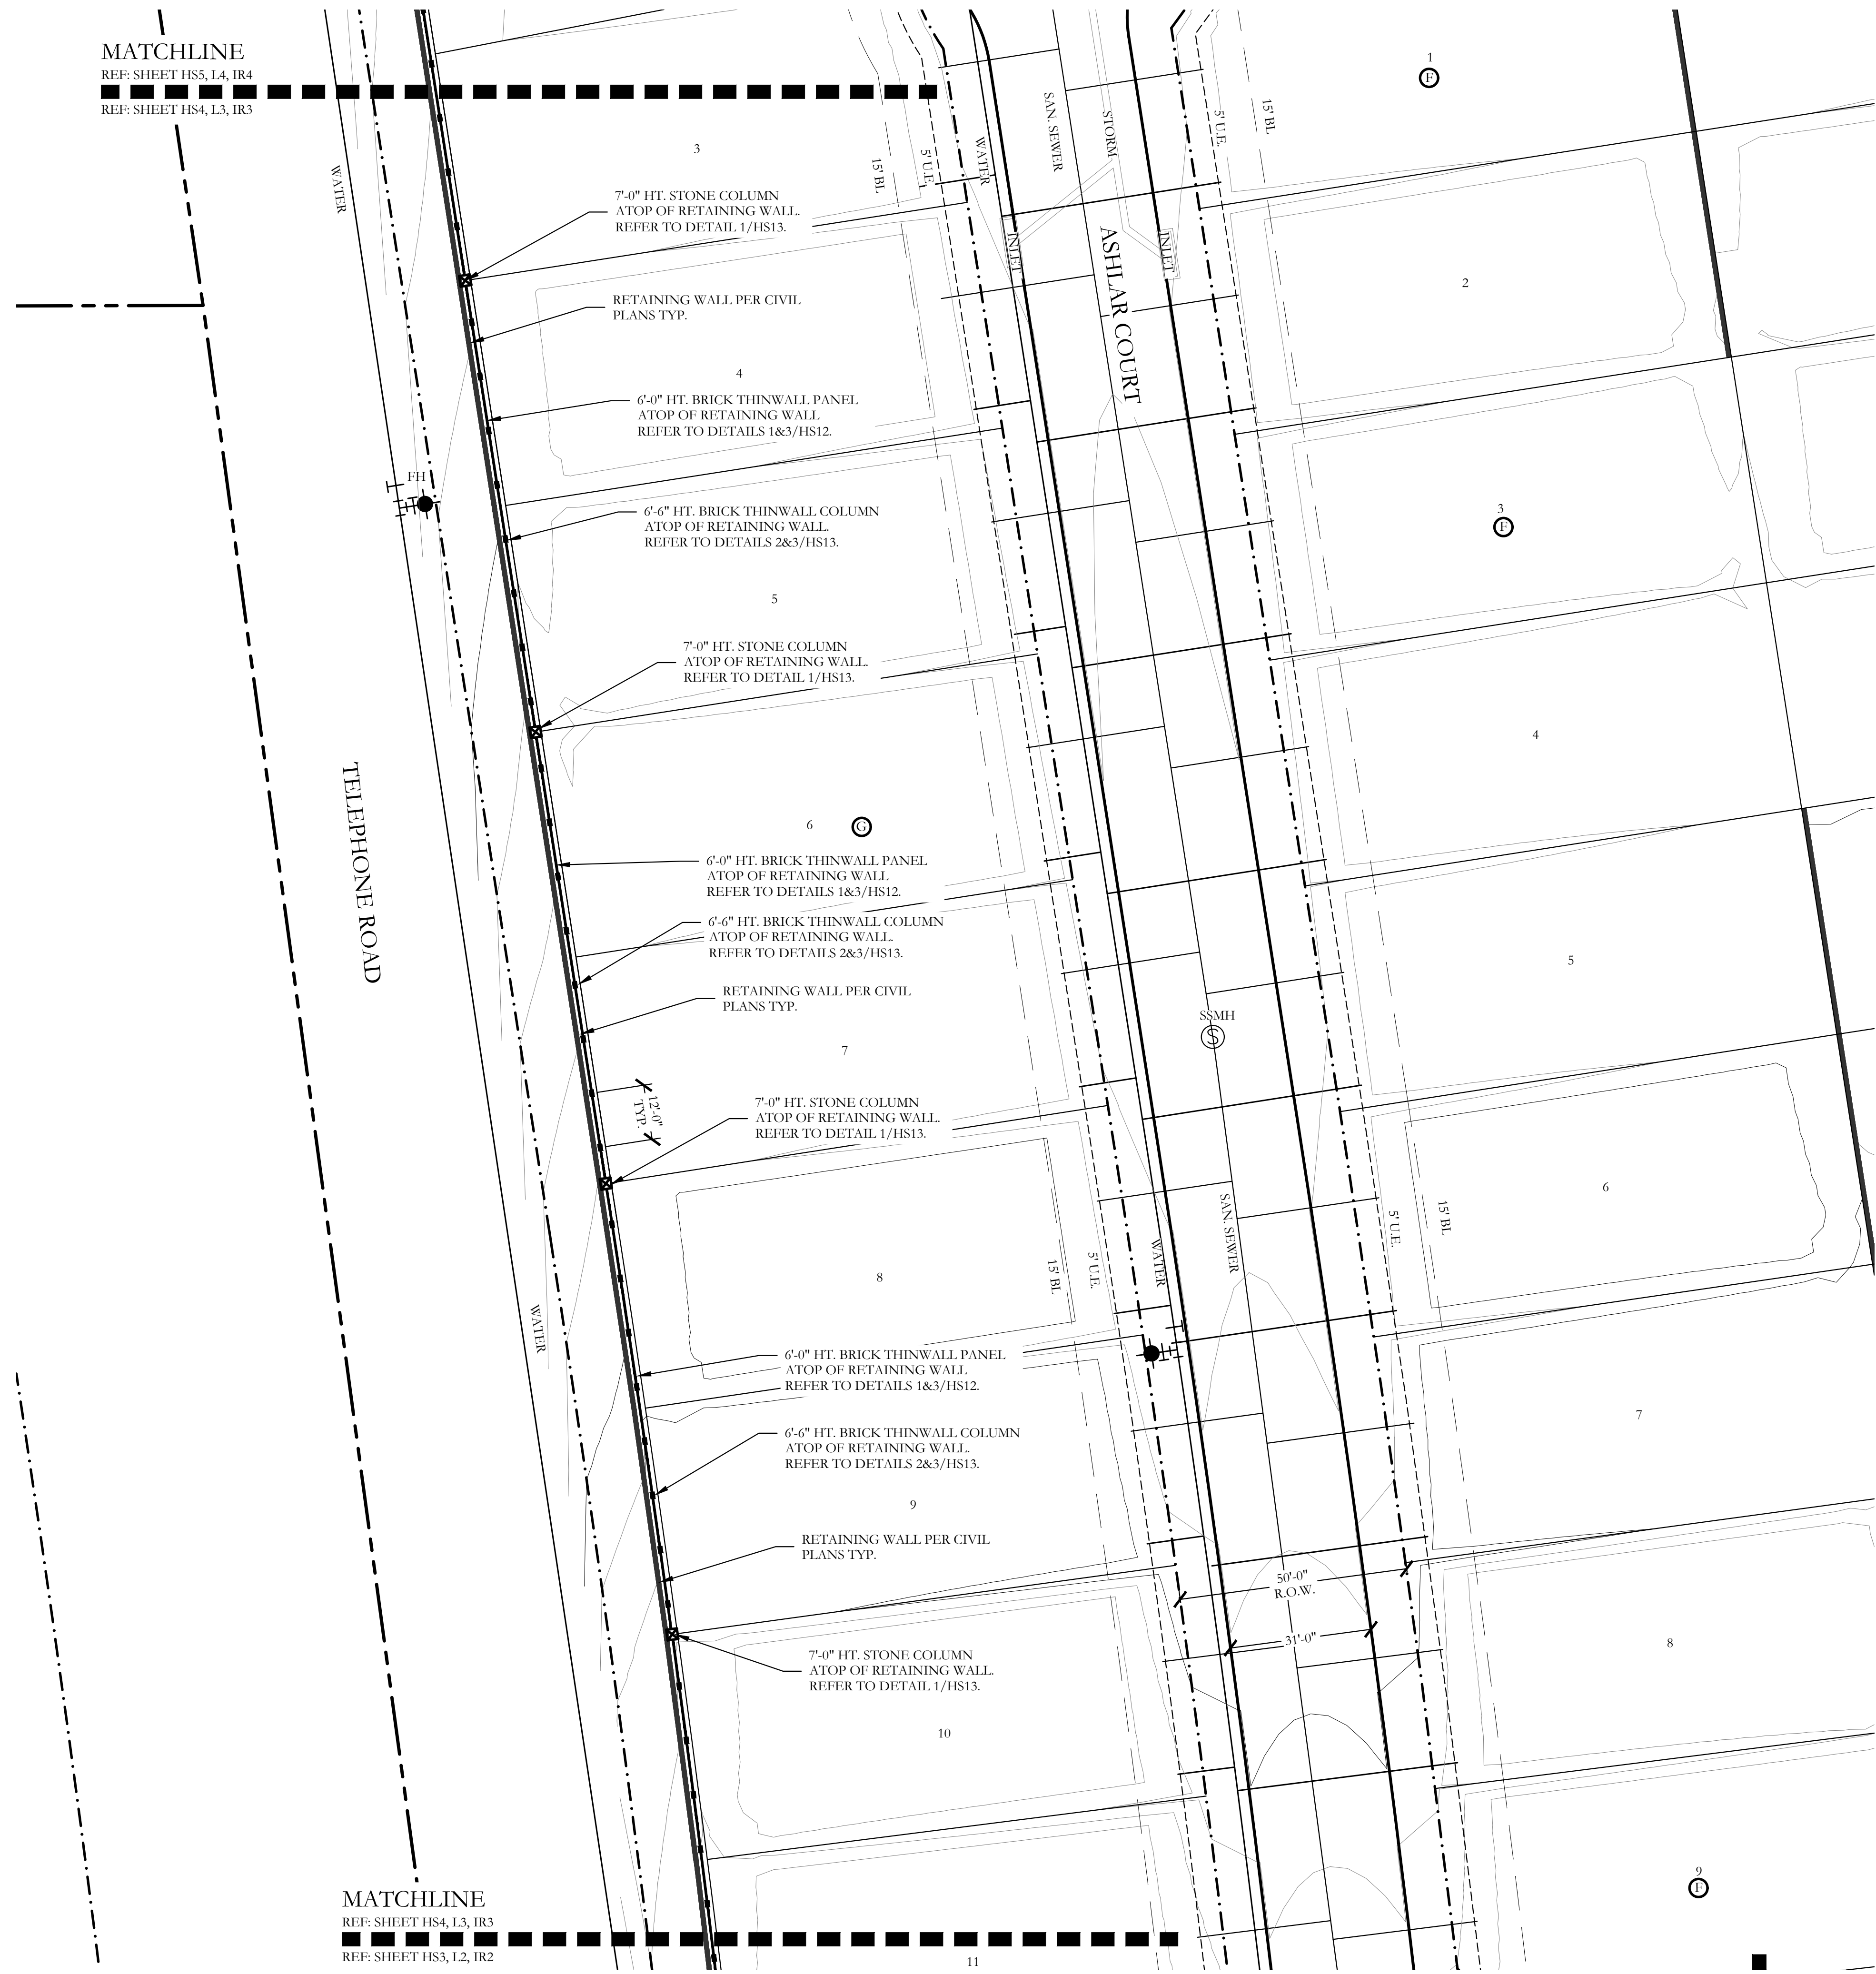 MATCHLINE
REF: SHEET HS5, L4, IR4
REF: SHEET HS4, L3, IR3
WATER
3
15' BL
5' U.E.
WATER
SAN. SEWER
STORM
5' U.E.
15' BL
1
F
7'-0" HT. STONE COLUMN
ATOP OF RETAINING WALL.
REFER TO DETAIL 1/HS13.
INLET
ASHLAR COURT
INLET
2
RETAINING WALL PER CIVIL
PLANS TYP.
4
6'-0" HT. BRICK THINWALL PANEL
ATOP OF RETAINING WALL
REFER TO DETAILS 1&3/HS12.
FH
6'-6" HT. BRICK THINWALL COLUMN
ATOP OF RETAINING WALL.
REFER TO DETAILS 2&3/HS13.
3
F
5
7'-0" HT. STONE COLUMN
ATOP OF RETAINING WALL.
REFER TO DETAIL 1/HS13.
4
TELEPHONE ROAD
6
G
6'-0" HT. BRICK THINWALL PANEL
ATOP OF RETAINING WALL
REFER TO DETAILS 1&3/HS12.
6'-6" HT. BRICK THINWALL COLUMN
ATOP OF RETAINING WALL.
REFER TO DETAILS 2&3/HS13.
5
RETAINING WALL PER CIVIL
PLANS TYP.
SSMH
S
7
12'-0"
TYP.
7'-0" HT. STONE COLUMN
ATOP OF RETAINING WALL.
REFER TO DETAIL 1/HS13.
6
8
15' BL
5' U.E.
WATER
SAN. SEWER
5' U.E.
15' BL
WATER
6'-0" HT. BRICK THINWALL PANEL
ATOP OF RETAINING WALL
REFER TO DETAILS 1&3/HS12.
7
6'-6" HT. BRICK THINWALL COLUMN
ATOP OF RETAINING WALL.
REFER TO DETAILS 2&3/HS13.
9
RETAINING WALL PER CIVIL
PLANS TYP.
50'-0"
R.O.W.
31'-0"
8
7'-0" HT. STONE COLUMN
ATOP OF RETAINING WALL.
REFER TO DETAIL 1/HS13.
10
9
F
MATCHLINE
REF: SHEET HS4, L3, IR3
REF: SHEET HS3, L2, IR2
11